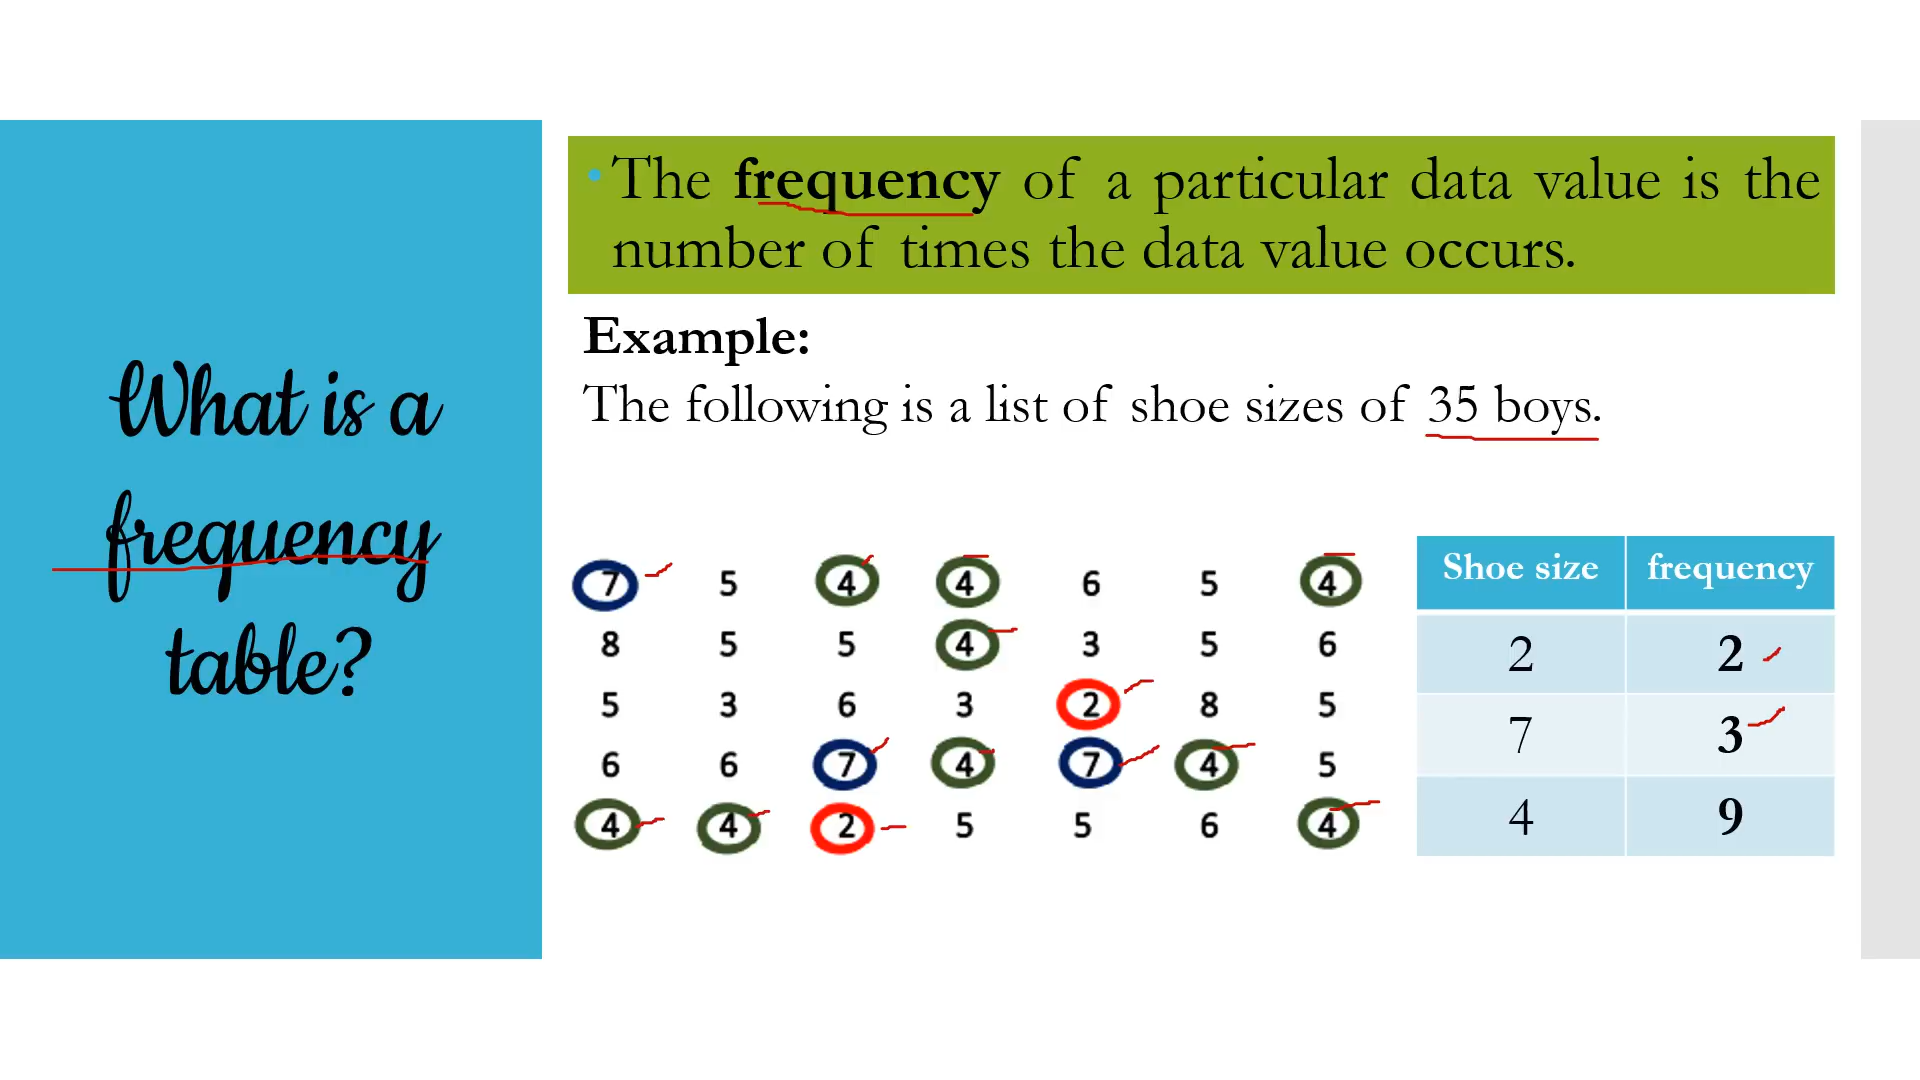 What is a
frequency
table?
• The frequency of a particular data value is the
number of times the data value occurs.
Example:
The following is a list of shoe sizes of 35 boys.
7 5 4 4 6 5 4
8 5 5 4 3 5 6
5 3 6 3 2 8 5
6 6 7 4 7 4 5
4 4 2 5 5 6 4
Shoe size frequency
2 2
7 3
4 9